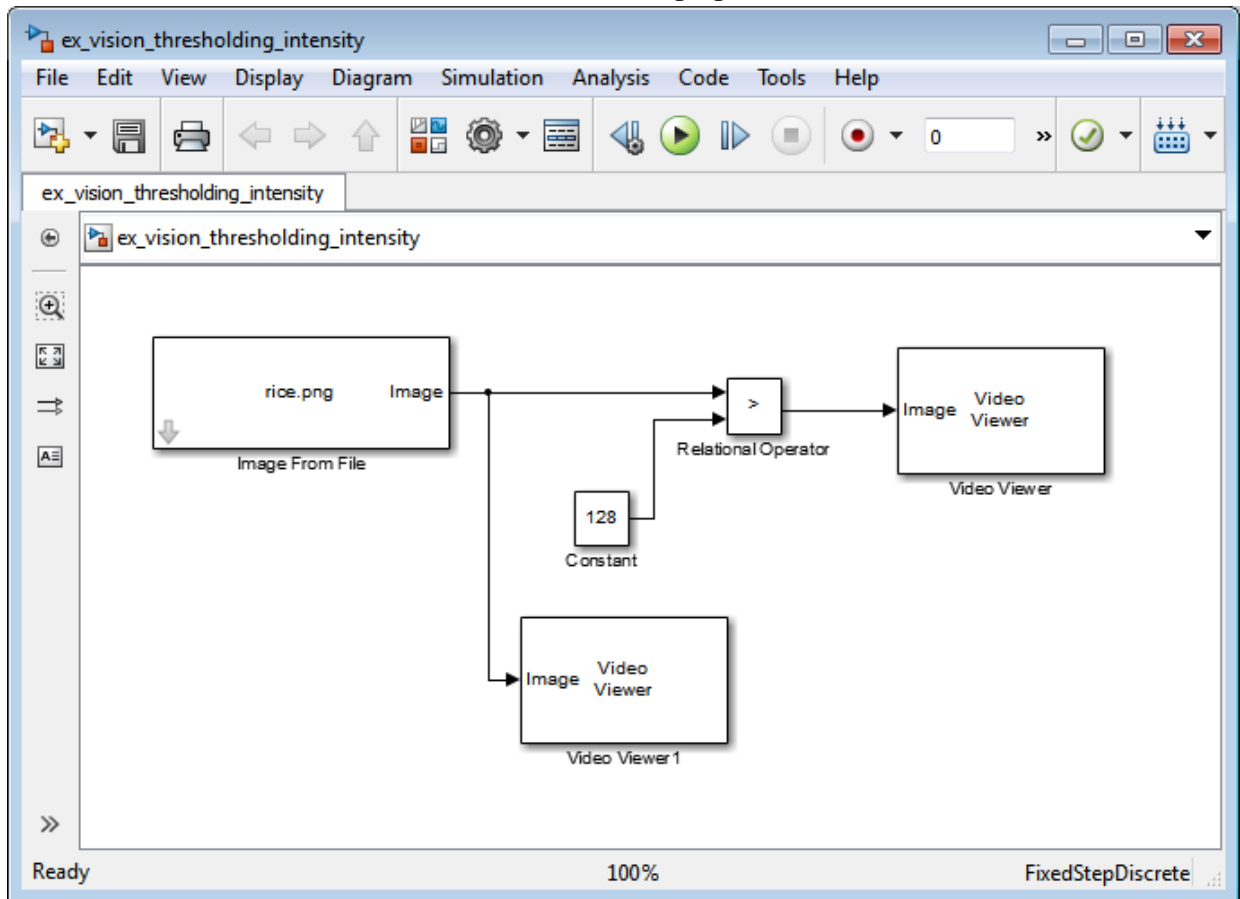 ex_vision_thresholding_intensity
File Edit View Display Diagram Simulation Analysis Code Tools Help
0
ex_vision_thresholding_intensity
ex_vision_thresholding_intensity
rice.png Image
Image From File
>
Relational Operator
Image Video
Viewer
Video Viewer
128
Constant
Image Video
Viewer
Video Viewer1
Ready 100% FixedStepDiscrete